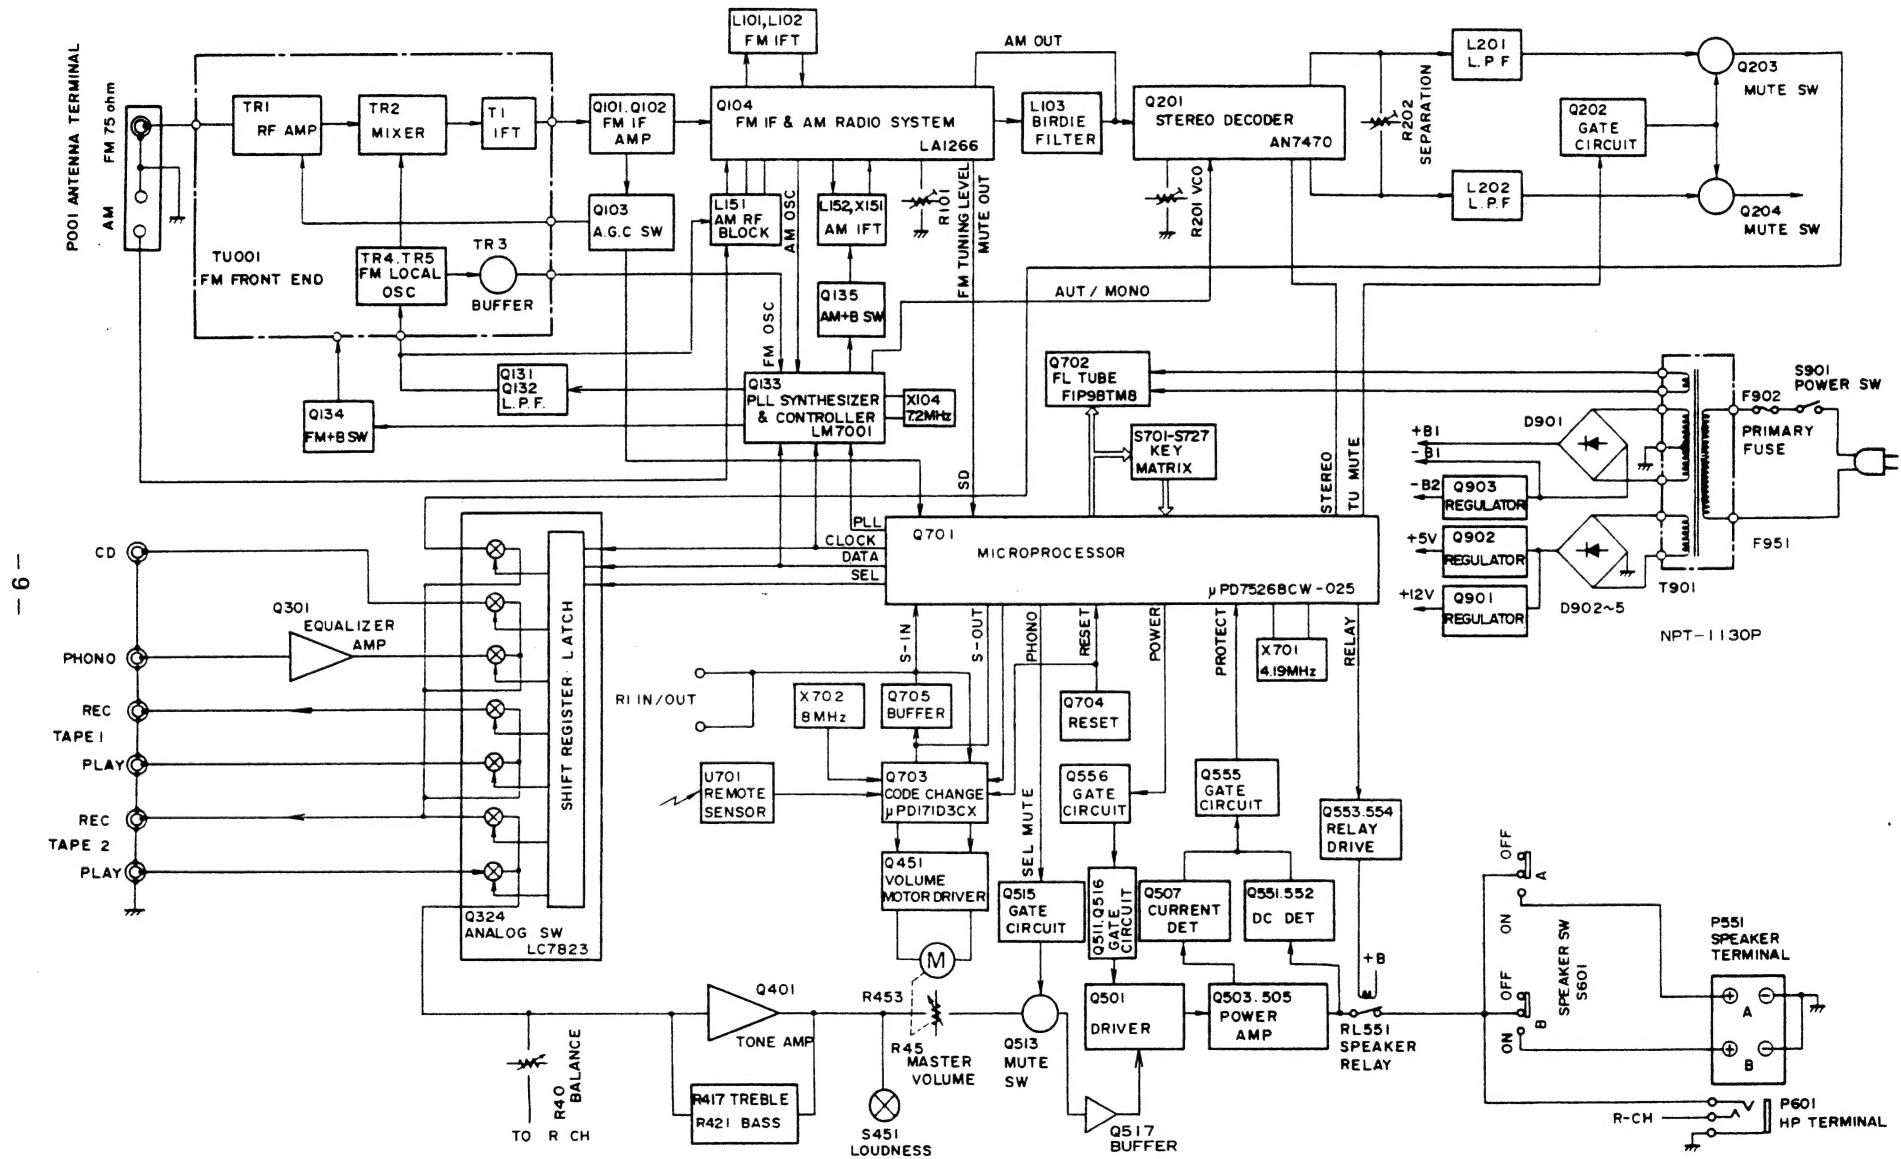 P001 ANTENNA TERMINAL
FM 75 ohm
AM
TU001
FM FRONT END
TR1
RF AMP
TR2
MIXER
T1
IFT
TR4.TR5
FM LOCAL
OSC
TR3
BUFFER
Q101.Q102
FM IF
AMP
Q103
A.G.C SW
L101,L102
FM IFT
Q104
FM IF & AM RADIO SYSTEM
LA1266
AM OUT
L103
BIRDIE
FILTER
L151
AM RF
BLOCK
AM OSC
L152,X151
AM IFT
R101
FM TUNING LEVEL
MUTE OUT
Q135
AM+B SW
FM OSC
Q201
STEREO DECODER
AN7470
R201 VCO
R202
SEPARATION
L201
L.P.F
L202
L.P.F
Q202
GATE
CIRCUIT
Q203
MUTE SW
Q204
MUTE SW
AUT / MONO
Q131
Q132
L.P.F.
Q133
PLL SYNTHESIZER
& CONTROLLER
LM7001
X104
7.2MHz
Q134
FM+B SW
Q702
FL TUBE
FIP9BTM8
S701-S727
KEY
MATRIX
SD
STEREO
TU MUTE
S901
POWER SW
F902
PRIMARY
FUSE
D901
+B1
-B1
-B2
Q903
REGULATOR
+5V
Q902
REGULATOR
+12V
Q901
REGULATOR
D902~5
T901
F951
NPT-1130P
Q701
MICROPROCESSOR
μPD75268CW-025
PLL
CLOCK
DATA
SEL
-9-
CD
Q301
EQUALIZER
AMP
PHONO
REC
TAPE 1
PLAY
REC
TAPE 2
PLAY
SHIFT REGISTER LATCH
Q324
ANALOG SW
LC7823
S-IN
S-OUT
PHONO
RESET
POWER
PROTECT
X701
4.19MHz
RELAY
RI IN/OUT
X702
8MHz
Q705
BUFFER
Q704
RESET
U701
REMOTE
SENSOR
Q703
CODE CHANGE
μPD171D3CX
Q556
GATE
CIRCUIT
Q555
GATE
CIRCUIT
Q553.554
RELAY
DRIVE
SEL MUTE
Q451
VOLUME
MOTOR DRIVER
M
Q515
GATE
CIRCUIT
Q511.Q516
GATE
CIRCUIT
Q507
CURRENT
DET
Q551.552
DC DET
+B
Q401
TONE AMP
R453
R45
MASTER
VOLUME
Q513
MUTE
SW
Q501
DRIVER
Q503.505
POWER
AMP
RL551
SPEAKER
RELAY
R40
BALANCE
TO R CH
R417 TREBLE
R421 BASS
S451
LOUDNESS
Q517
BUFFER
OFF
A
ON
OFF
B
ON
SPEAKER SW
S601
P551
SPEAKER
TERMINAL
+ -
A
+ -
B
R-CH
P601
HP TERMINAL